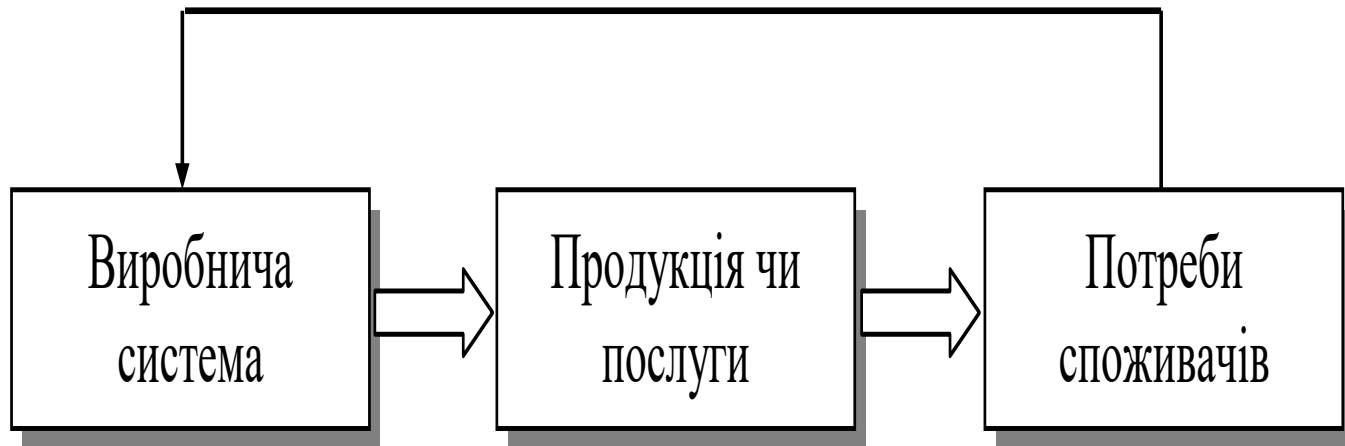 Виробнича
система
Продукція чи
послуги
Потреби
споживачів